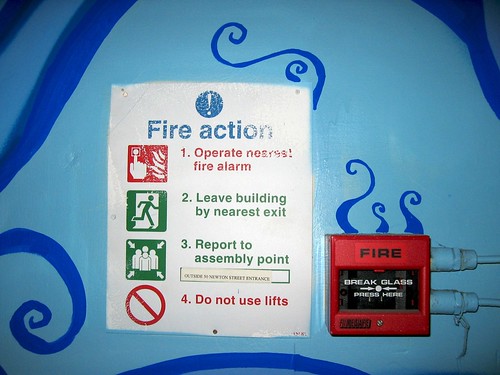 Fire action
1. Operate nearest
fire alarm
2. Leave building
by nearest exit
3. Report to
assembly point
OUTSIDE 50 NEWTON STREET ENTRANCE
4. Do not use lifts
FIRE
BREAK GLASS
PRESS HERE